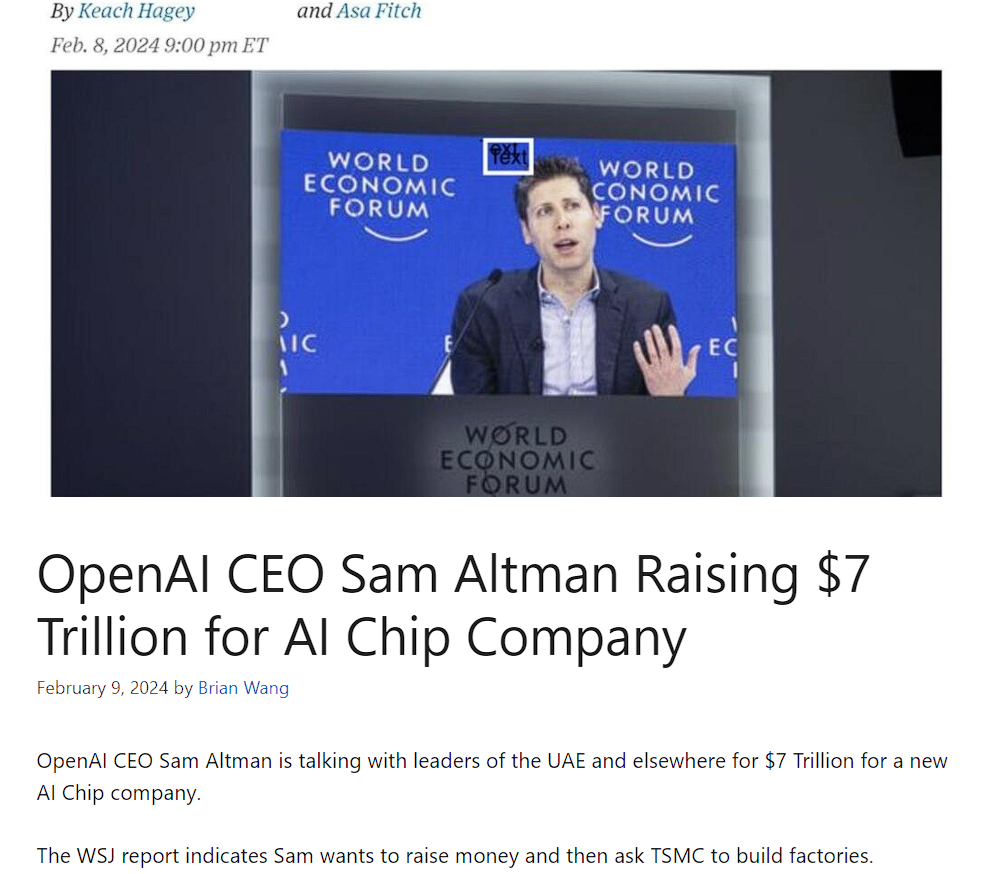 By Keach Hagey and Asa Fitch
Feb. 8, 2024 9:00 pm ET
ext
Text
WORLD
ECONOMIC
FORUM
WORLD
CONOMIC
FORUM
IC
E
EC
WORLD
ECONOMIC
FORUM
OpenAI CEO Sam Altman Raising $7
Trillion for AI Chip Company
February 9, 2024 by Brian Wang
OpenAI CEO Sam Altman is talking with leaders of the UAE and elsewhere for $7 Trillion for a new
AI Chip company.
The WSJ report indicates Sam wants to raise money and then ask TSMC to build factories.